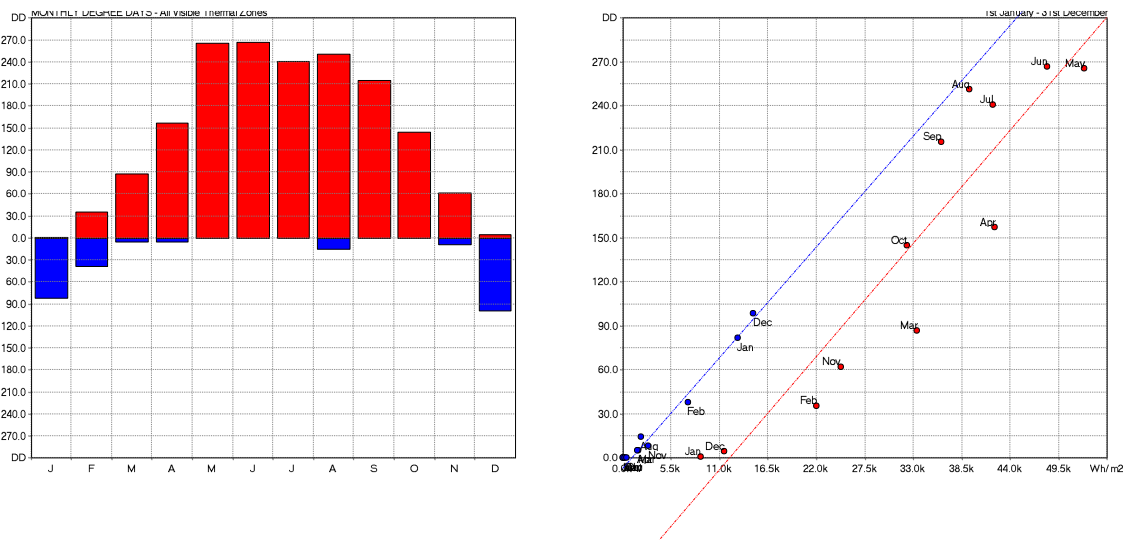 MONTHLY DEGREE DAYS - All Visible Thermal Zones
DD
270.0
240.0
210.0
180.0
150.0
120.0
90.0
60.0
30.0
0.0
30.0
60.0
90.0
120.0
150.0
180.0
210.0
240.0
270.0
DD
J F M A M J J A S O N D
1st January - 31st December
DD
270.0
240.0
210.0
180.0
150.0
120.0
90.0
60.0
30.0
0.0
Jun
May
Aug
Jul
Sep
Apr
Oct
Dec
Jan
Mar
Nov
Feb
Feb
Aug
Nov
Jan
Dec
5.5k 11.0k 16.5k 22.0k 27.5k 33.0k 38.5k 44.0k 49.5k Wh/m2